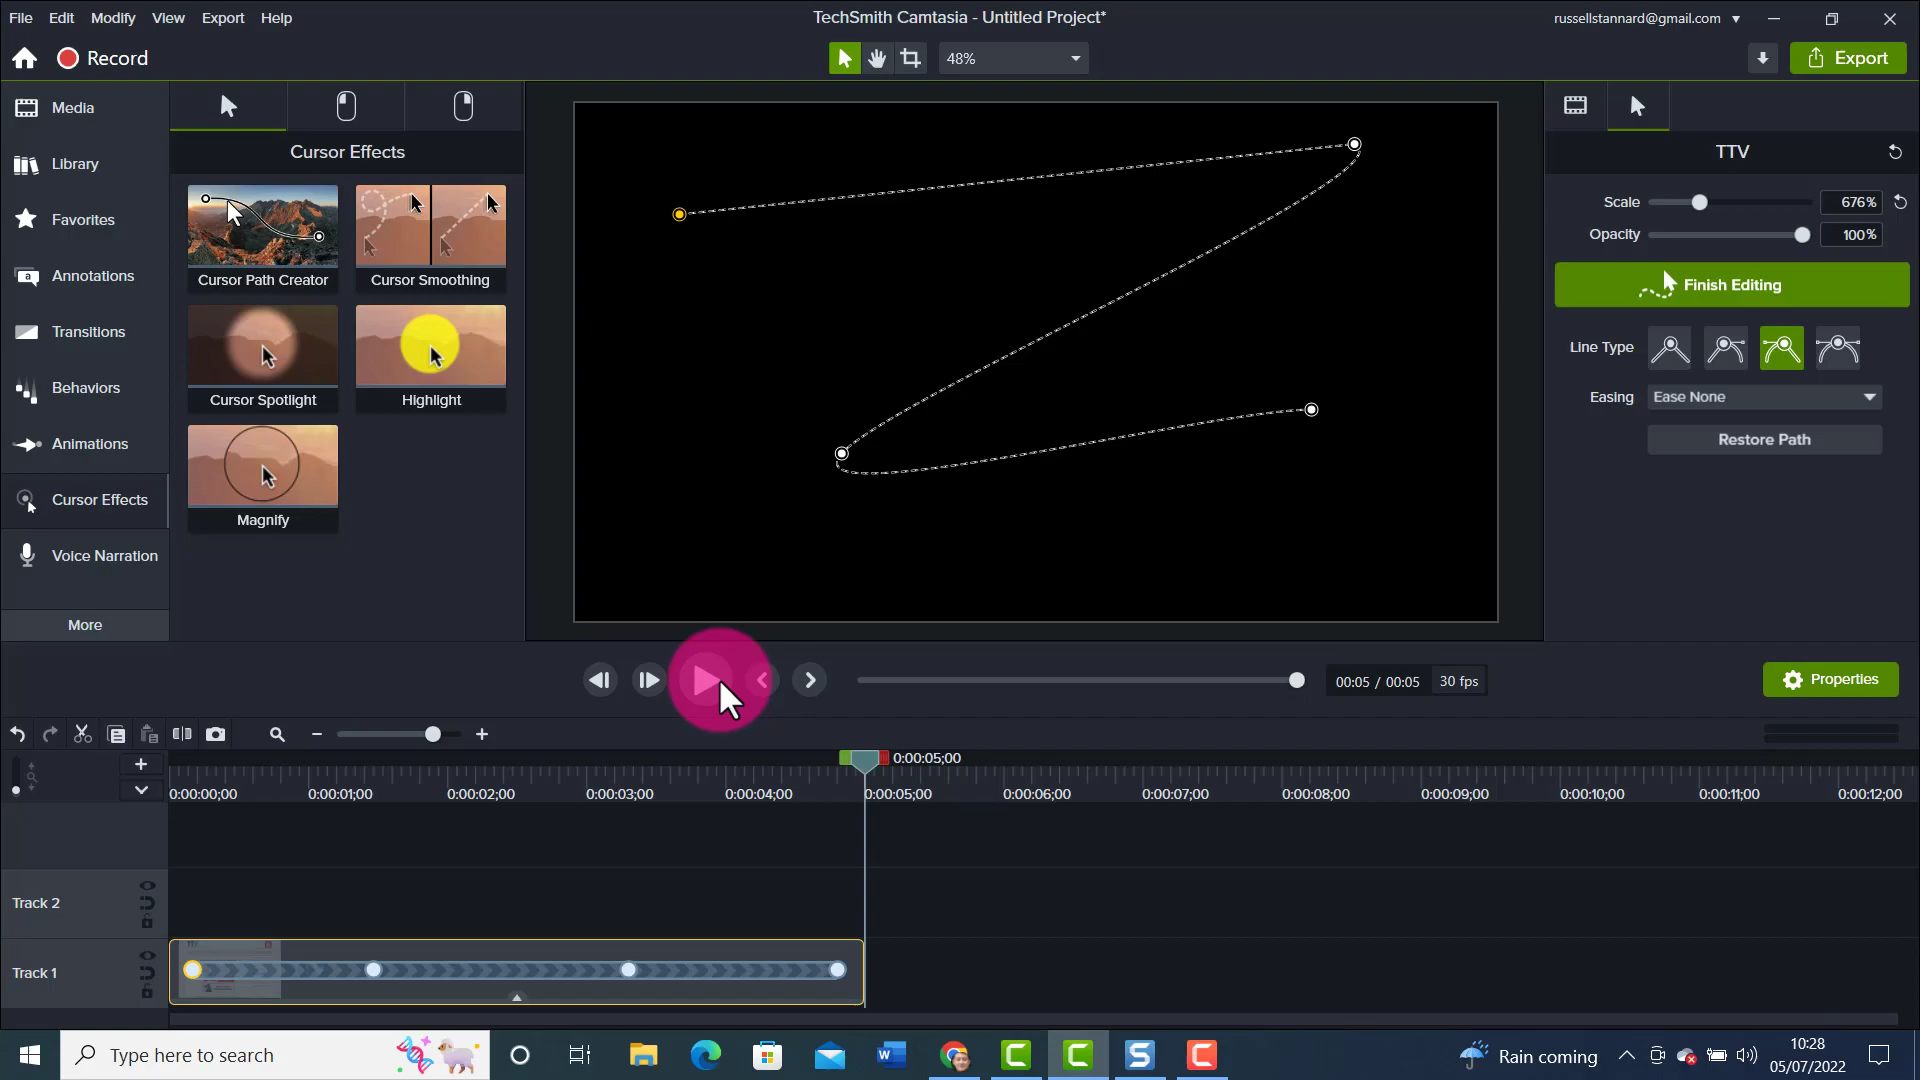 File Edit Modify View Export Help
TechSmith Camtasia - Untitled Project*
russellstannard@gmail.com
Record
48%
Export
Media
Library
Favorites
Annotations
Transitions
Behaviors
Animations
Cursor Effects
Voice Narration
More
Cursor Effects
Cursor Path Creator
Cursor Smoothing
Cursor Spotlight
Highlight
Magnify
TTV
Scale 676%
Opacity 100%
Finish Editing
Line Type
Easing Ease None
Restore Path
00:05 / 00:05 30 fps
Properties
0:00:05;00
0:00:00;00 0:00:01;00 0:00:02;00 0:00:03;00 0:00:04;00 0:00:05;00 0:00:06;00 0:00:07;00 0:00:08;00 0:00:09;00 0:00:10;00 0:00:11;00 0:00:12;00
Track 2
Track 1
Type here to search
Rain coming
10:28
05/07/2022